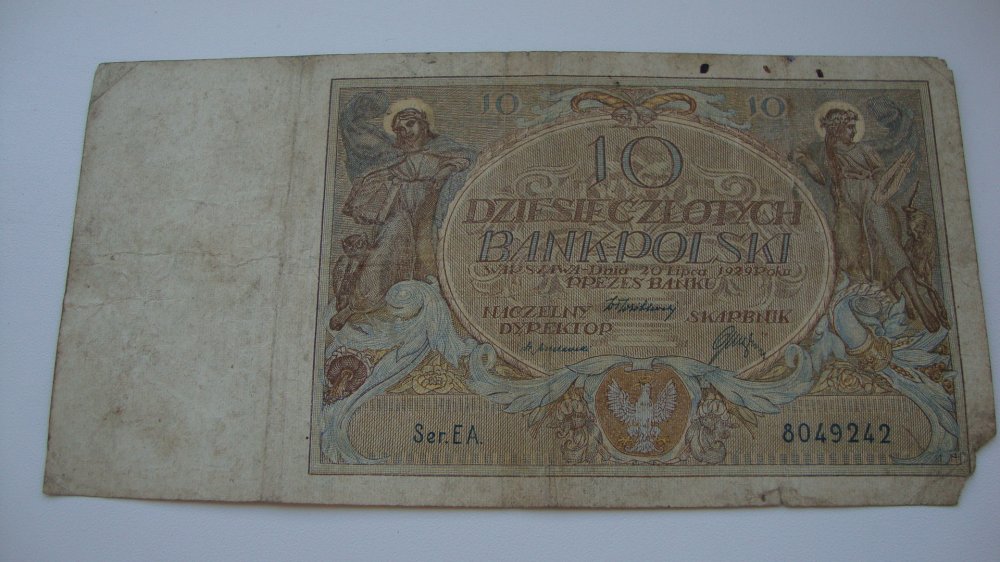 10 10
10
DZIESIĘĆ ZŁOTYCH
BANK POLSKI
WARSZAWA-Dnia 20 Lipca 1929 Roku
PREZES BANKU
NACZELNY SKARBNIK
DYREKTOR
Ser. EA. 8049242